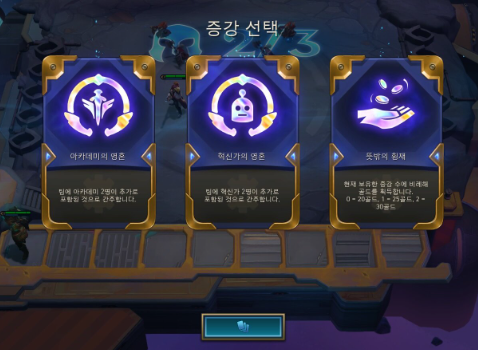 증강 선택
아카데미의 영혼
혁신가의 영혼
뜻밖의 횡재
팀에 아카데미 2명이 추가로
포함된 것으로 간주합니다.
팀에 혁신가 2명이 추가로
포함된 것으로 간주합니다.
현재 보유한 증강 수에 비례해
골드를 획득합니다.
0 = 20골드, 1 = 25골드, 2 =
30골드